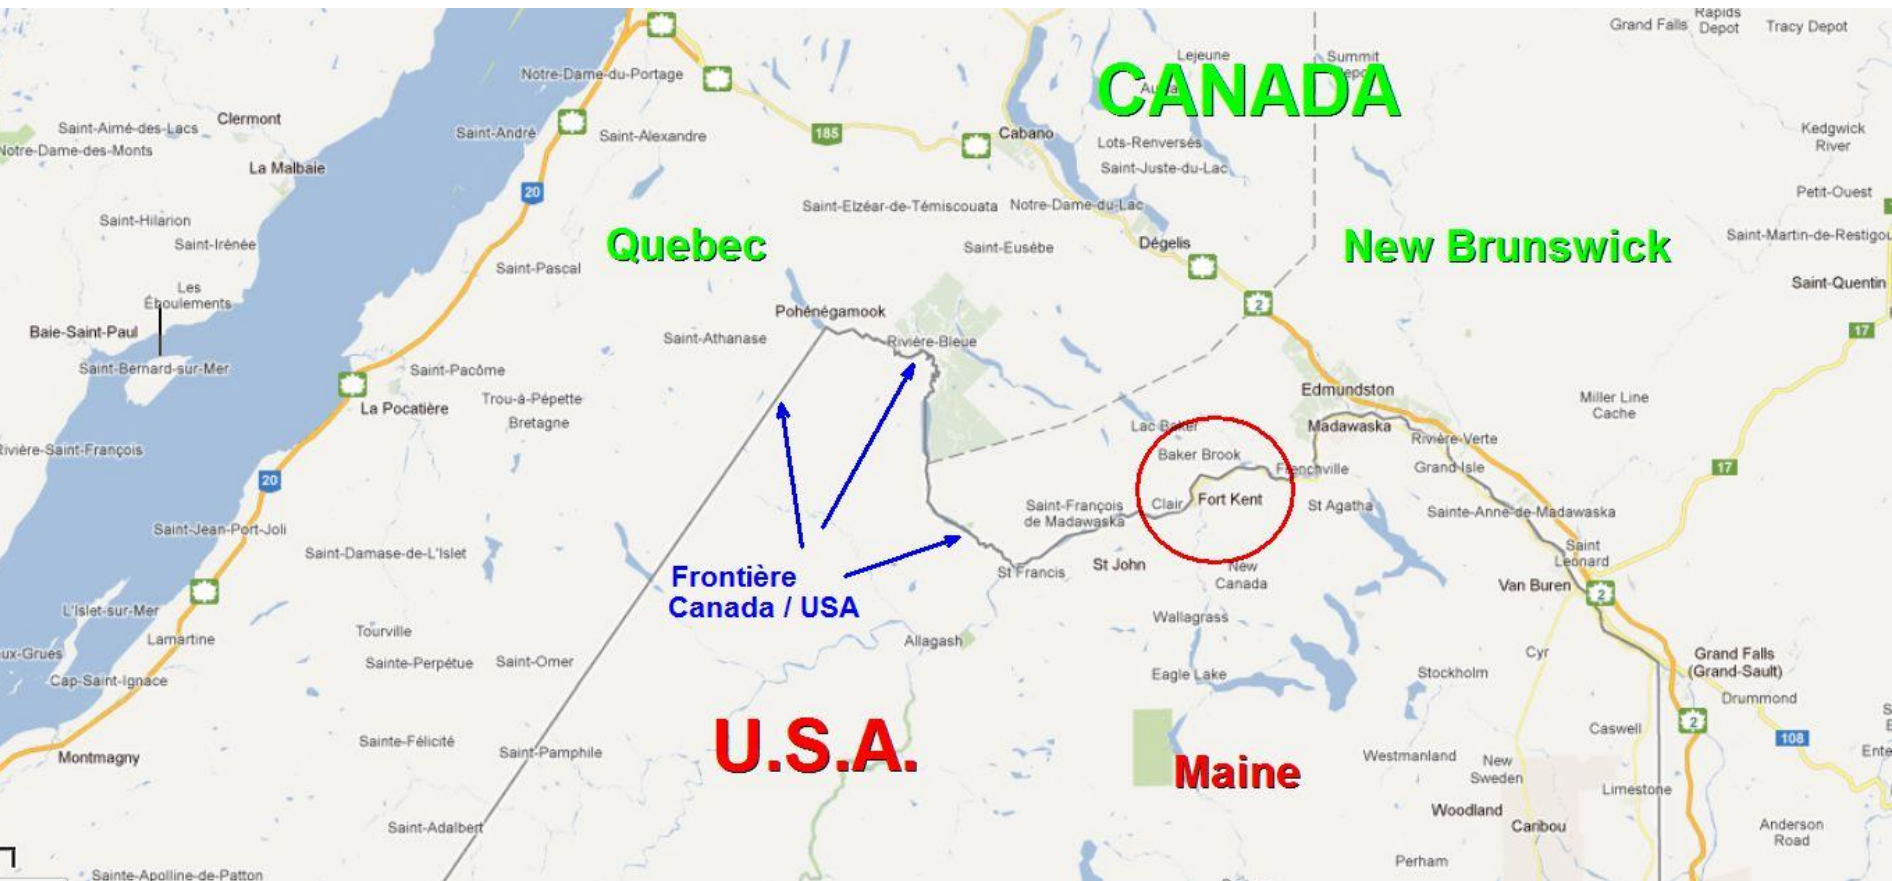 Grand Falls
Rapids
Depot
Tracy Depot
Notre-Dame-du-Portage
Lejeune
Summit
CANADA
Saint-Aimé-des-Lacs
Clermont
Saint-André
Saint-Alexandre
185
Cabano
Lots-Renversés
Kedgwick
River
Notre-Dame-des-Monts
La Malbaie
Saint-Juste-du-Lac
20
Petit-Ouest
Saint-Elzéar-de-Témiscouata
Notre-Dame-du-Lac
Saint-Hilarion
Saint-Irénée
Quebec
Saint-Eusèbe
Dégelis
New Brunswick
Saint-Martin-de-Restigou
Saint-Pascal
Saint-Quentin
Les
Éboulements
2
Pohénégamook
Baie-Saint-Paul
Saint-Athanase
Rivière-Bleue
17
Saint-Bernard-sur-Mer
Saint-Pacôme
Edmundston
La Pocatière
Trou-à-Pépette
Bretagne
Miller Line
Cache
Lac Baker
Madawaska
Rivière-Verte
Rivière-Saint-François
Baker Brook
Frenchville
Grand Isle
17
20
Saint-François
de Madawaska
Clair
Fort Kent
St Agatha
Sainte-Anne-de-Madawaska
Saint-Jean-Port-Joli
Saint-Damase-de-L'Islet
Saint
Léonard
Frontière
Canada / USA
St Francis
St John
New
Canada
Van Buren
2
L'Islet-sur-Mer
Wallagrass
Lamartine
Tourville
Allagash
ux-Grues
Sainte-Perpétue
Saint-Omer
Cyr
Grand Falls
(Grand-Sault)
Cap-Saint-Ignace
Eagle Lake
Stockholm
Drummond
2
Caswell
108
Sainte-Félicité
Saint-Pamphile
U.S.A.
Maine
Westmanland
New
Sweden
Montmagny
Limestone
Woodland
Caribou
Saint-Adalbert
Anderson
Road
Perham
Sainte-Apolline-de-Patton